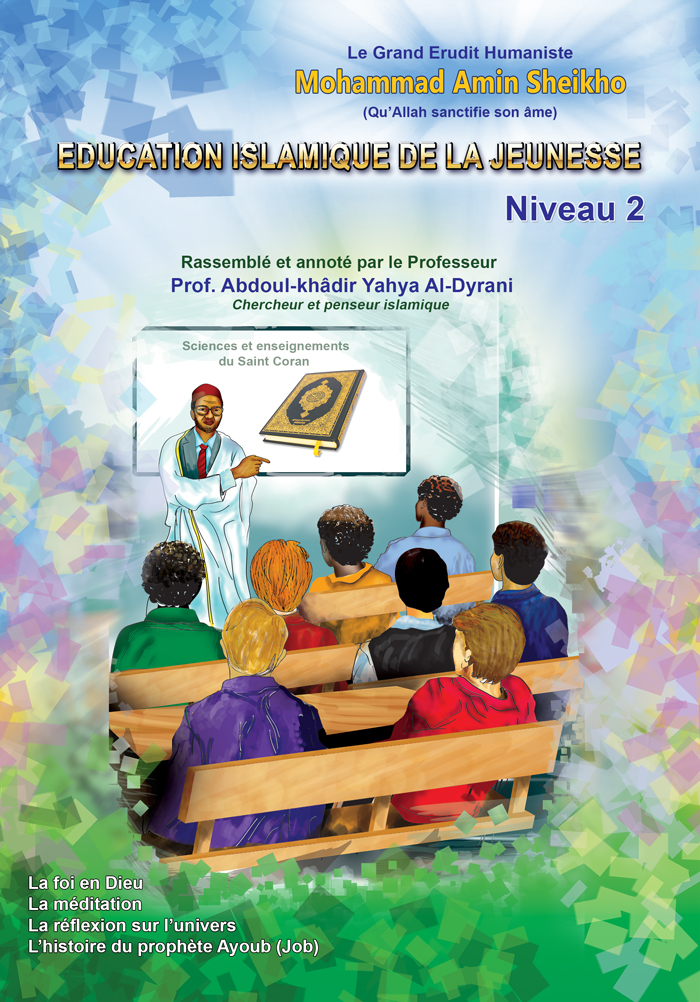 Le Grand Erudit Humaniste
Mohammad Amin Sheikho
(Qu'Allah sanctifie son âme)
EDUCATION ISLAMIQUE DE LA JEUNESSE
Niveau 2
Rassemblé et annoté par le Professeur
Prof. Abdoul-khâdir Yahya Al-Dyrani
Chercheur et penseur islamique
Sciences et enseignements
du Saint Coran
La foi en Dieu
La méditation
La réflexion sur l'univers
L'histoire du prophète Ayoub (Job)